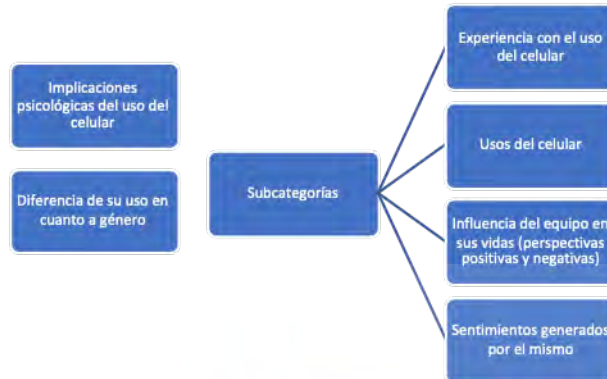 Implicaciones
psicológicas del uso del
celular
Diferencia de su uso en
cuanto a género
Subcategorías
Experiencia con el uso
del celular
Usos del celular
Influencia del equipo en
sus vidas (perspectivas
positivas y negativas)
Sentimientos generados
por el mismo